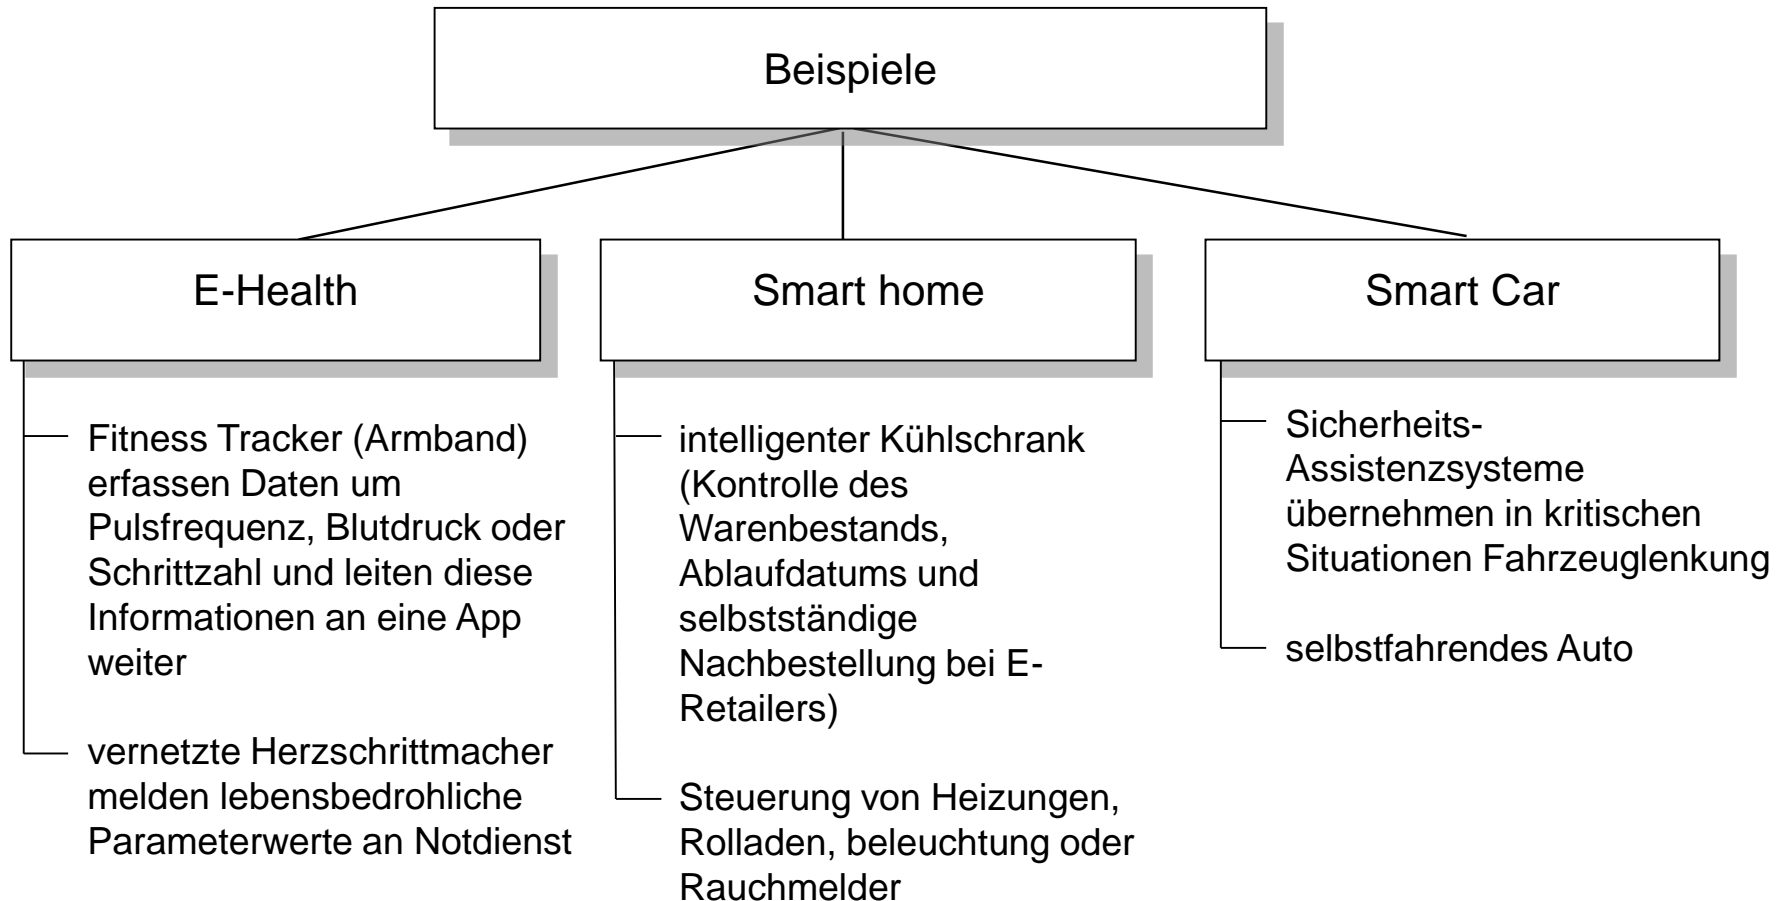 Beispiele
E-Health
Fitness Tracker (Armband)
erfassen Daten um
Pulsfrequenz, Blutdruck oder
Schrittzahl und leiten diese
Informationen an eine App
weiter
vernetzte Herzschrittmacher
melden lebensbedrohliche
Parameterwerte an Notdienst
Smart home
intelligenter Kühlschrank
(Kontrolle des
Warenbestands,
Ablaufdatums und
selbstständige
Nachbestellung bei E-
Retailers)
Steuerung von Heizungen,
Rolladen, beleuchtung oder
Rauchmelder
Smart Car
Sicherheits-
Assistenzsysteme
übernehmen in kritischen
Situationen Fahrzeuglenkung
selbstfahrendes Auto